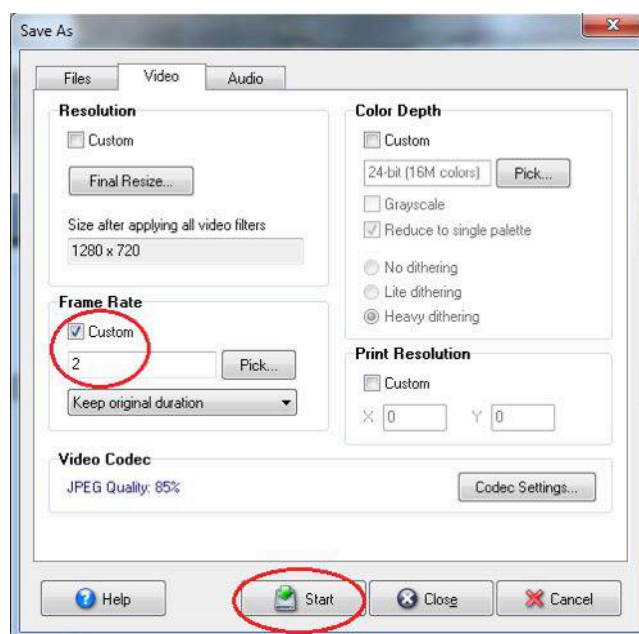 Save As
Files Video Audio
Resolution
Custom
Final Resize...
Size after applying all video filters
1280 x 720
Frame Rate
Custom
2
Pick...
Keep original duration
Color Depth
Custom
24-bit (16M colors)
Pick...
Grayscale
Reduce to single palette
No dithering
Lite dithering
Heavy dithering
Print Resolution
Custom
X 0 Y 0
Video Codec
JPEG Quality: 85%
Codec Settings...
Help Start Close Cancel